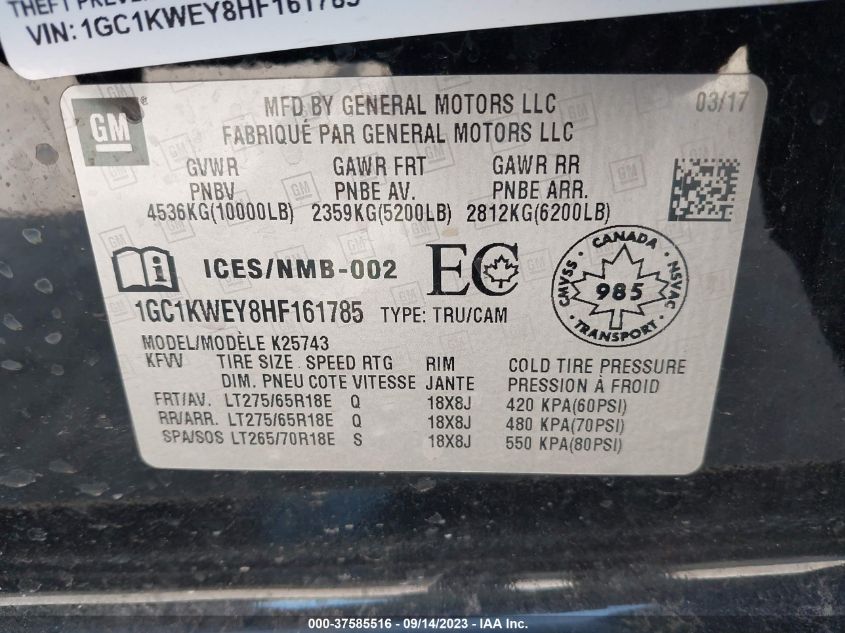 THEFT PREVE
VIN: 1GC1KWEY8HF161785
GM
®
MFD BY GENERAL MOTORS LLC
03/17
FABRIQUÉ PAR GENERAL MOTORS LLC
GVWR GAWR FRT GAWR RR
PNBV PNBE AV. PNBE ARR.
4536KG(10000LB) 2359KG(5200LB) 2812KG(6200LB)
i ICES/NMB-002 EC
CANADA
CMVSS 985 NSVAC
TRANSPORT
1GC1KWEY8HF161785 TYPE: TRU/CAM
MODEL/MODÈLE K25743
KFVV TIRE SIZE SPEED RTG RIM COLD TIRE PRESSURE
DIM. PNEU COTE VITESSE JANTE PRESSION À FROID
FRT/AV. LT275/65R18E Q 18X8J 420 KPA(60PSI)
RR/ARR. LT275/65R18E Q 18X8J 480 KPA(70PSI)
SPA/SOS LT265/70R18E S 18X8J 550 KPA(80PSI)
000-37585516 - 09/14/2023 - IAA Inc.